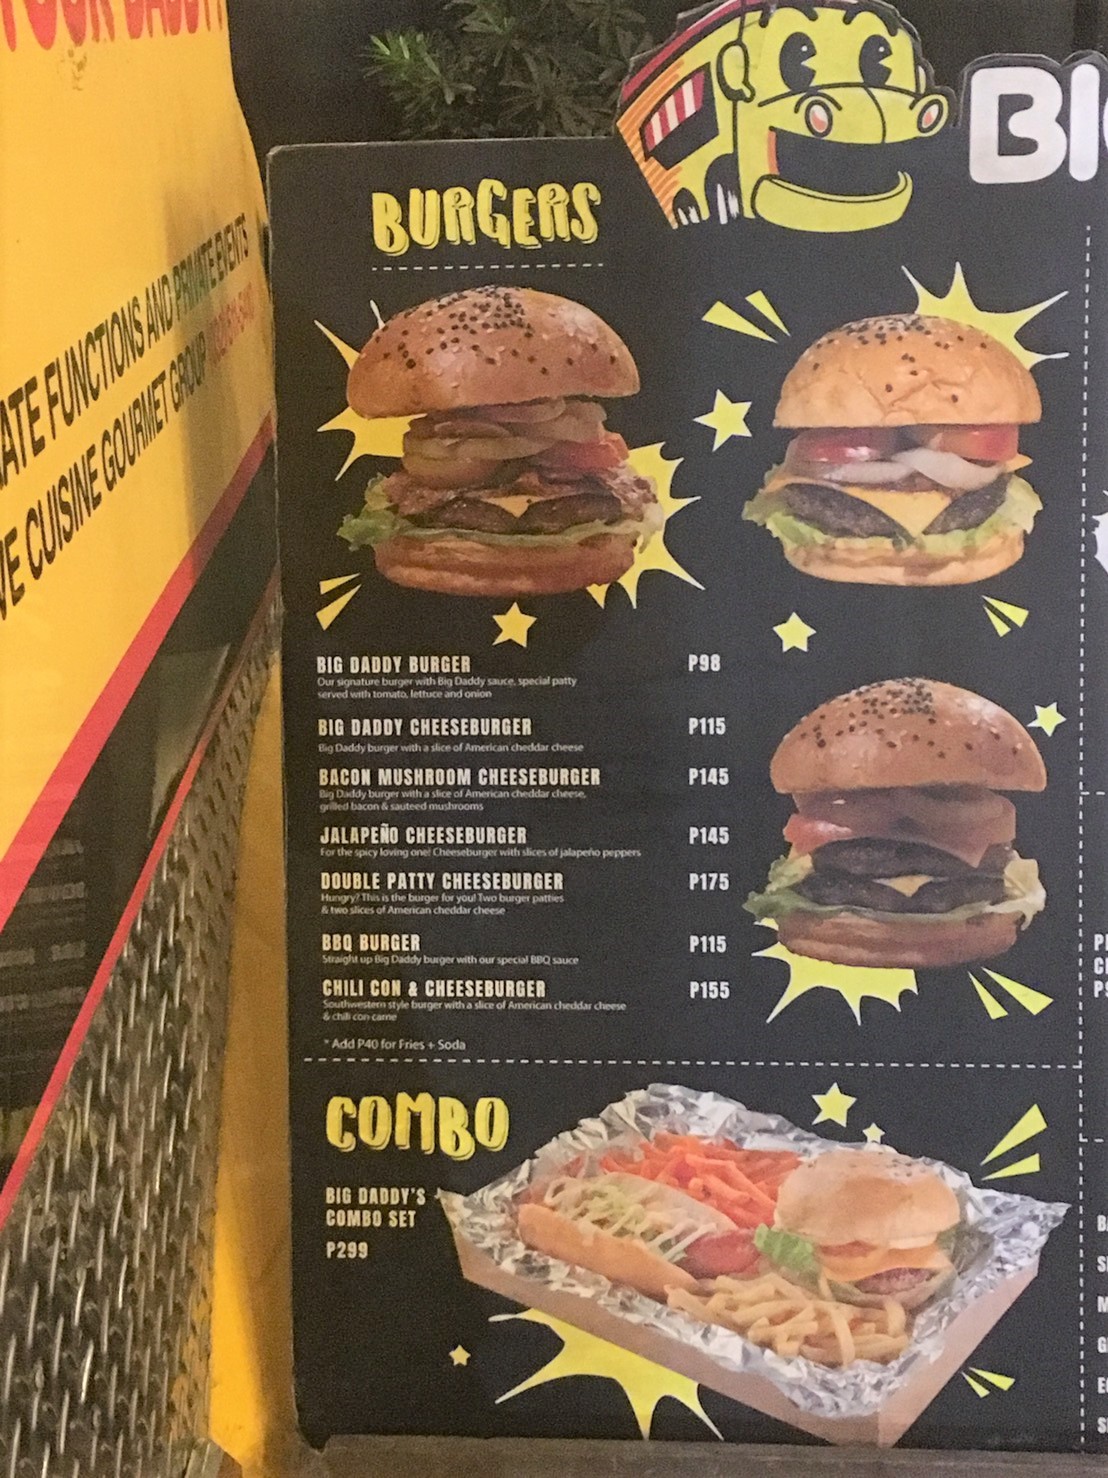 YOUR DADDY
ATE FUNCTIONS AND PRIVATE EVENTS
VE CUISINE GOURMET GROUP
BI
BURGERS
BIG DADDY BURGER P98
Our signature burger with Big Daddy sauce, special patty
served with tomato, lettuce and onion
BIG DADDY CHEESEBURGER P115
Big Daddy burger with a slice of American cheddar cheese
BACON MUSHROOM CHEESEBURGER P145
Big Daddy burger with a slice of American cheddar cheese,
grilled bacon & sauteed mushrooms
JALAPEÑO CHEESEBURGER P145
For the spicy loving one! Cheeseburger with slices of jalapeño peppers
DOUBLE PATTY CHEESEBURGER P175
Hungry? This is the burger for you! Two burger patties
& two slices of American cheddar cheese
BBQ BURGER P115
Straight up Big Daddy burger with our special BBQ sauce
CHILI CON & CHEESEBURGER P155
Southwestern style burger with a slice of American cheddar cheese
& chili con carne
* Add P40 for Fries + Soda
COMBO
BIG DADDY'S
COMBO SET
P299